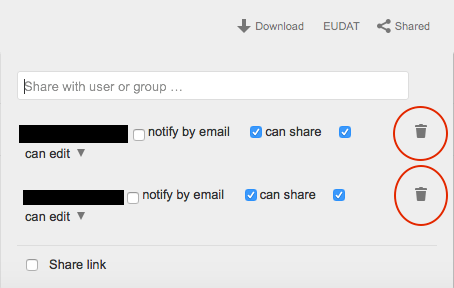 Download EUDAT Shared
Share with user or group ...
notify by email can share
can edit
notify by email can share
can edit
Share link